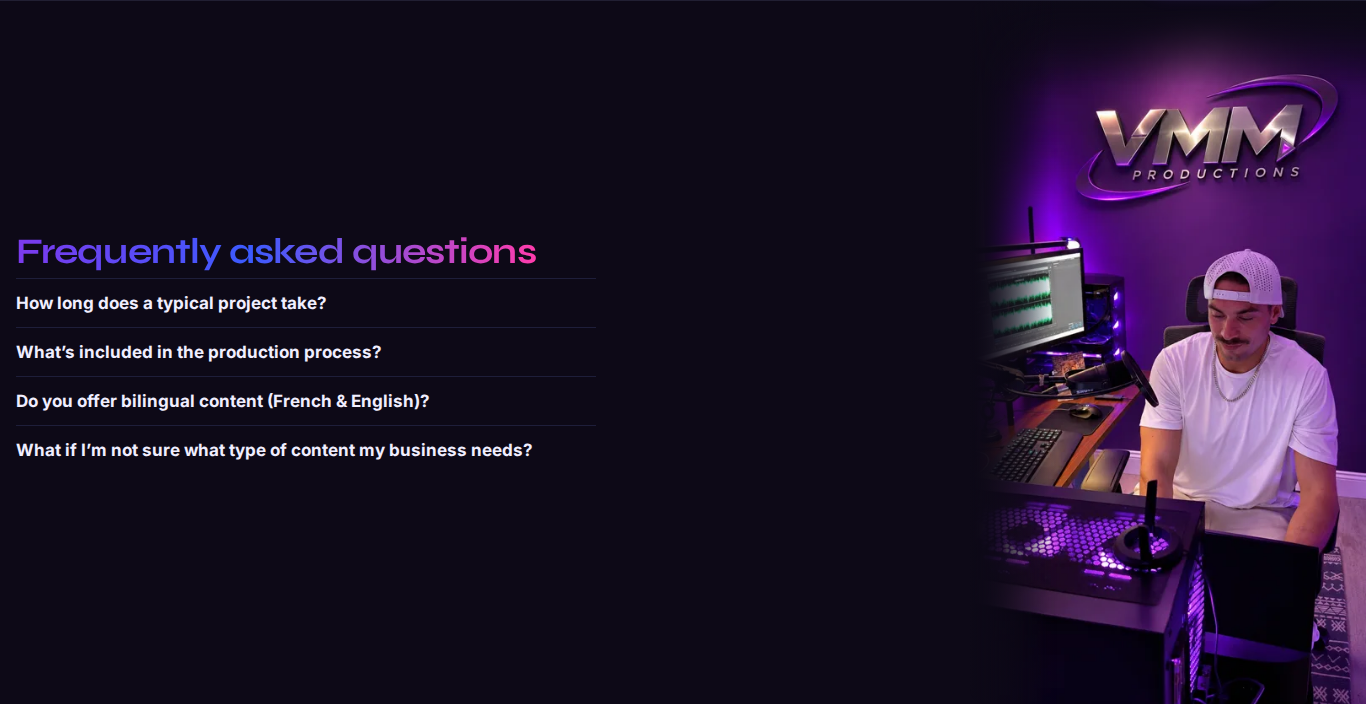 VMM
PRODUCTIONS
Frequently asked questions
How long does a typical project take?
What’s included in the production process?
Do you offer bilingual content (French & English)?
What if I’m not sure what type of content my business needs?